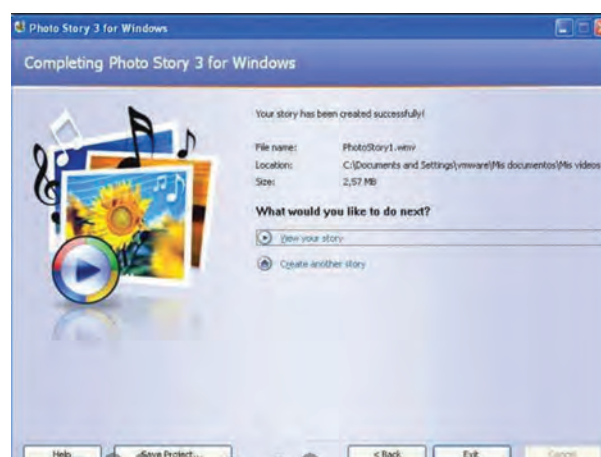 Photo Story 3 for Windows
Completing Photo Story 3 for Windows
Your story has been created successfully!
File name: PhotoStory1.wmv
Location: C:\Documents and Settings\vmware\Mis documentos\Mis vídeos
Size: 2,57 MB
What would you like to do next?
View your story
Create another story
Help Save Project... < Back Exit Cancel